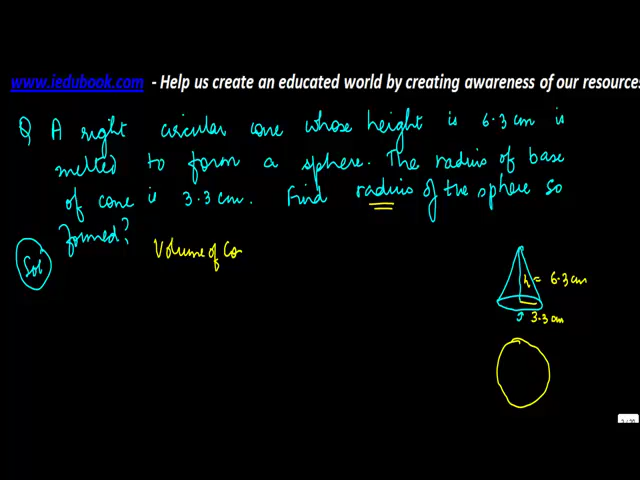 www.iedubook.com - Help us create an educated world by creating awareness of our resources
Q A right circular cone whose height is 6.3 cm is
melted to form a sphere. The radius of base
of cone is 3.3 cm. Find radius of the sphere so
formed?
Sol
Volume of Co
h = 6.3 cm
3.3 cm